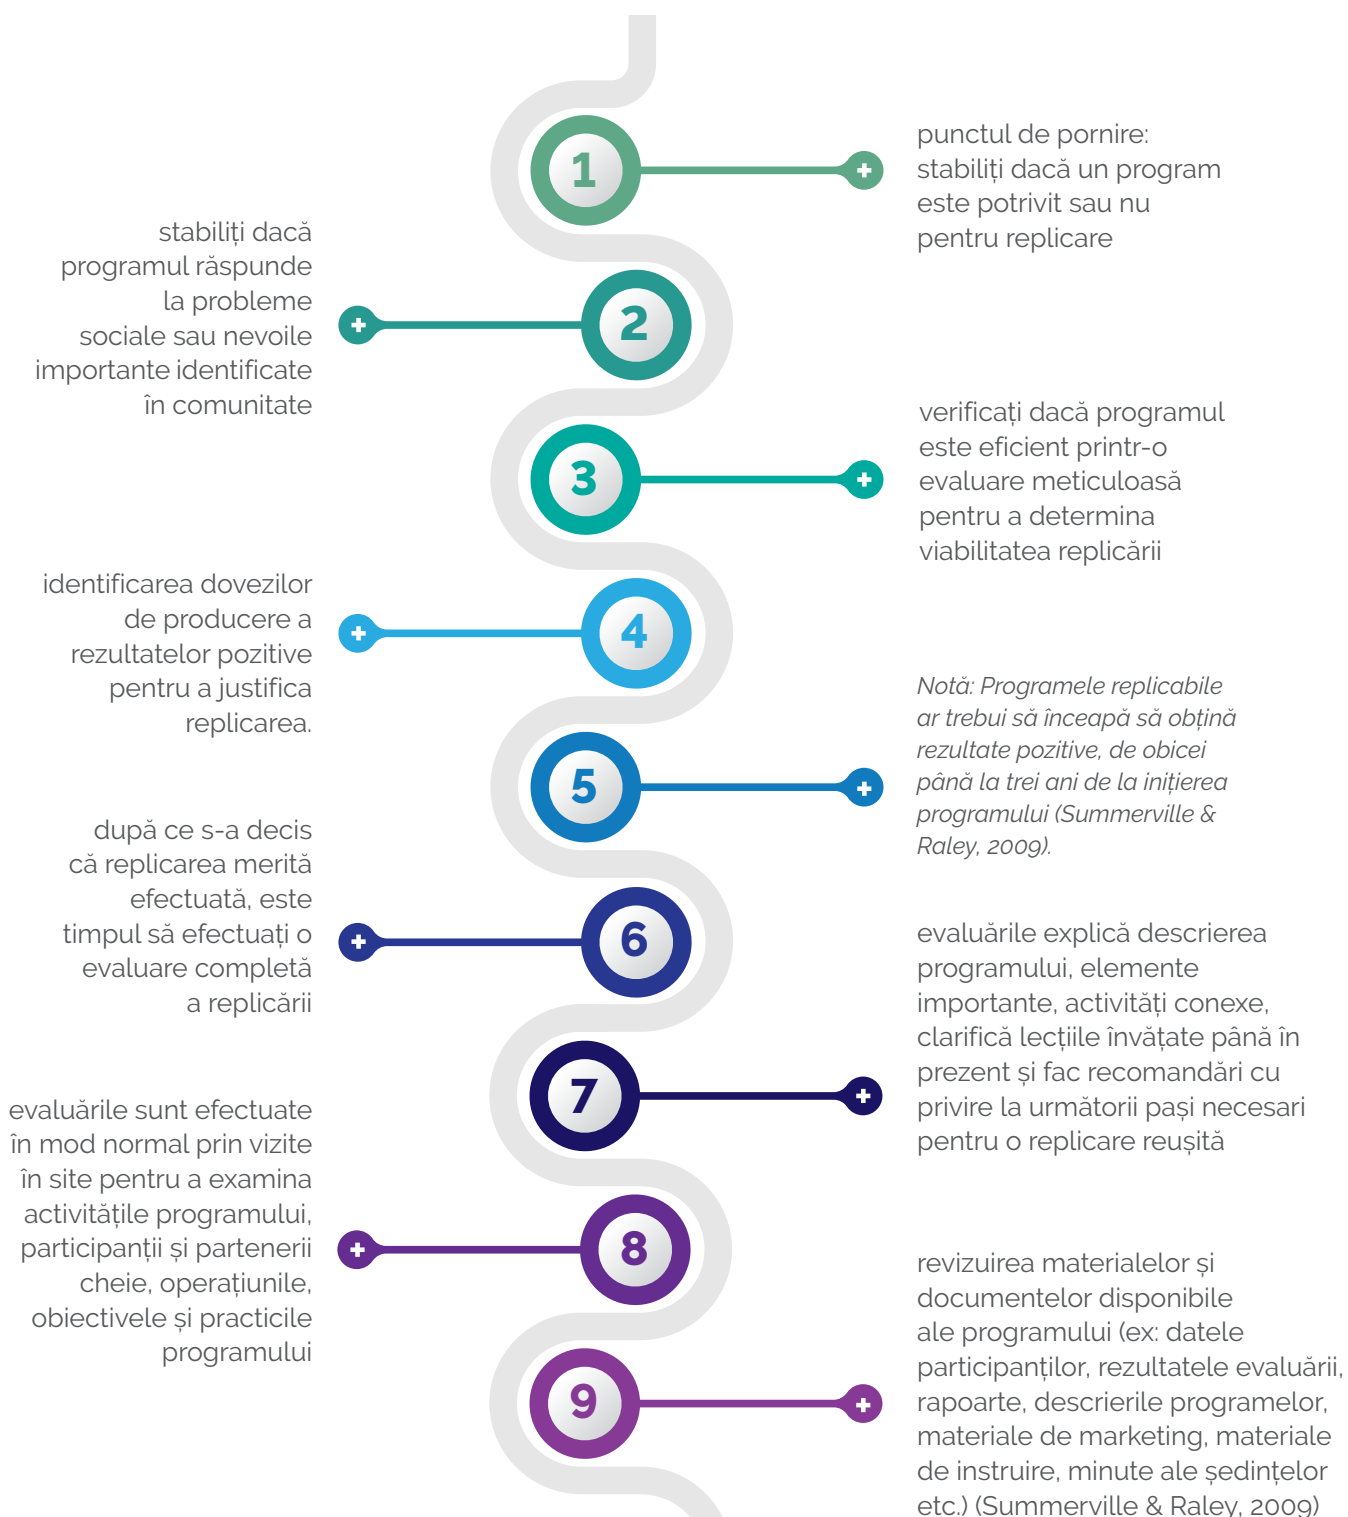 1
punctul de pornire:
stabiliți dacă un program
este potrivit sau nu
pentru replicare
stabiliți dacă
programul răspunde
la probleme
sociale sau nevoile
importante identificate
în comunitate
2
3
verificați dacă programul
este eficient printr-o
evaluare meticuloasă
pentru a determina
viabilitatea replicării
identificarea dovezilor
de producere a
rezultatelor pozitive
pentru a justifica
replicarea.
4
5
Notă: Programele replicabile
ar trebui să înceapă să obțină
rezultate pozitive, de obicei
până la trei ani de la inițierea
programului (Summerville &
Raley, 2009).
după ce s-a decis
că replicarea merită
efectuată, este
timpul să efectuați o
evaluare completă
a replicării
6
7
evaluările explică descrierea
programului, elemente
importante, activități conexe,
clarifică lecțiile învățate până în
prezent și fac recomandări cu
privire la următorii pași necesari
pentru o replicare reușită
evaluările sunt efectuate
în mod normal prin vizite
în site pentru a examina
activitățile programului,
participanții și partenerii
cheie, operațiunile,
obiectivele și practicile
programului
8
9
revizuirea materialelor și
documentelor disponibile
ale programului (ex: datele
participanților, rezultatele evaluării,
rapoarte, descrierile programelor,
materiale de marketing, materiale
de instruire, minute ale ședințelor
etc.) (Summerville & Raley, 2009)